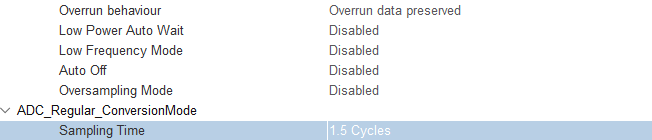 Overrun behaviour Overrun data preserved
Low Power Auto Wait Disabled
Low Frequency Mode Disabled
Auto Off Disabled
Oversampling Mode Disabled
ADC_Regular_ConversionMode
Sampling Time 1.5 Cycles